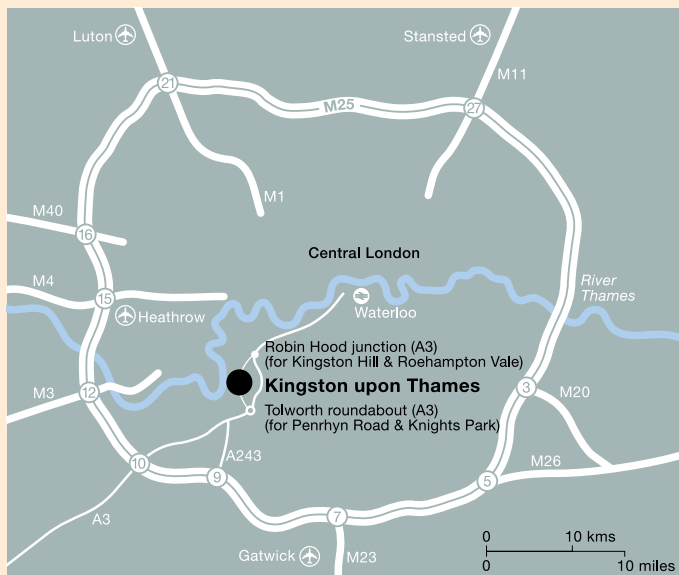 Luton
Stansted
M11
21
M25
27
M1
M40
16
Central London
M4
15
River
Thames
Heathrow
Waterloo
Robin Hood junction (A3)
(for Kingston Hill & Roehampton Vale)
Kingston upon Thames
M3
12
3
M20
Tolworth roundabout (A3)
(for Penrhyn Road & Knights Park)
A243
M26
10
9
5
A3
7
Gatwick
M23
0 10 kms
0 10 miles